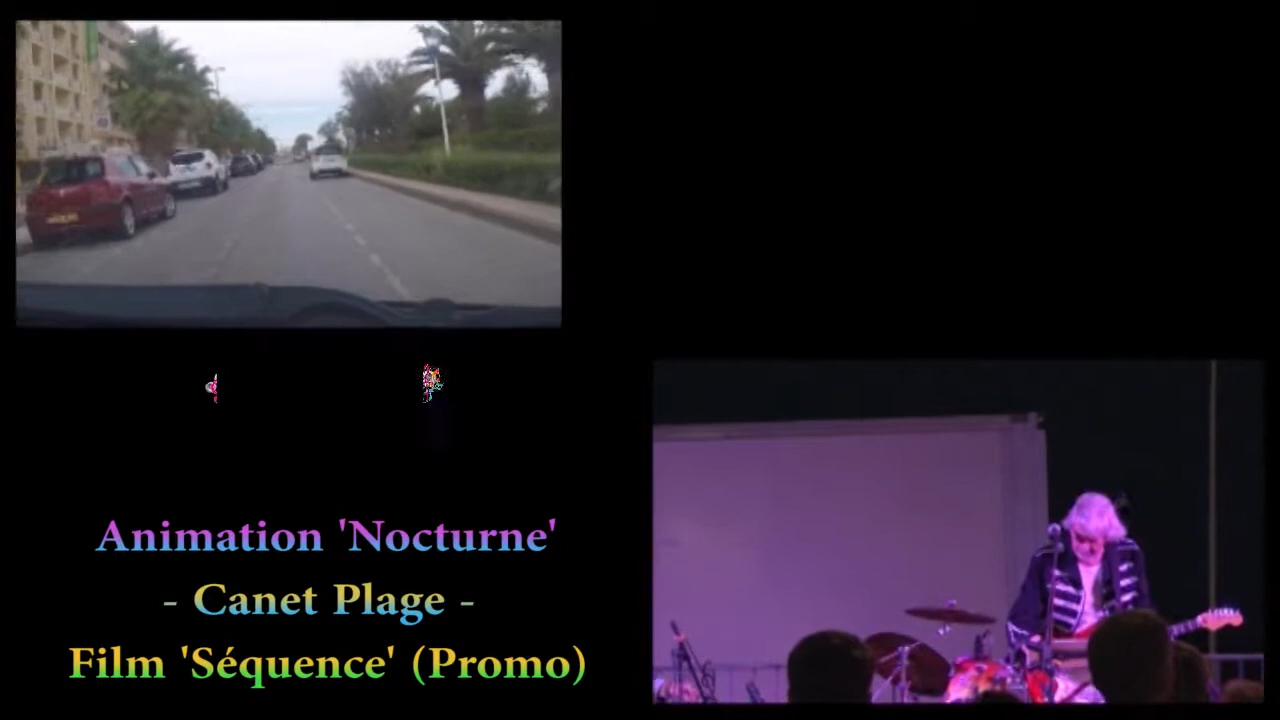 Animation 'Nocturne'
- Canet Plage -
Film 'Séquence' (Promo)